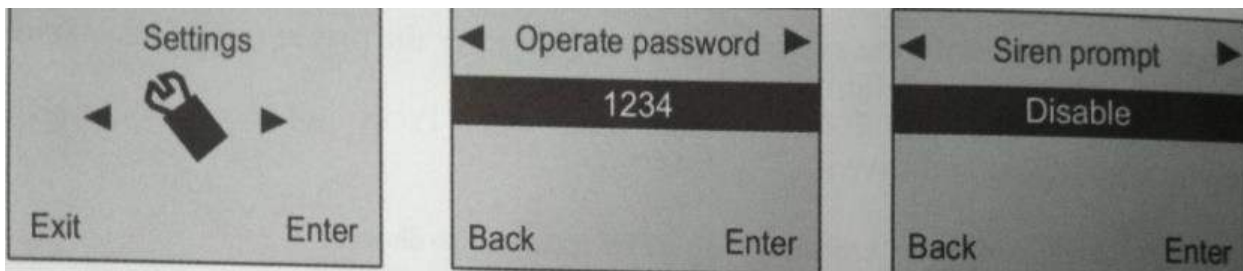 Settings
Exit Enter
Operate password
1234
Back Enter
Siren prompt
Disable
Back Enter